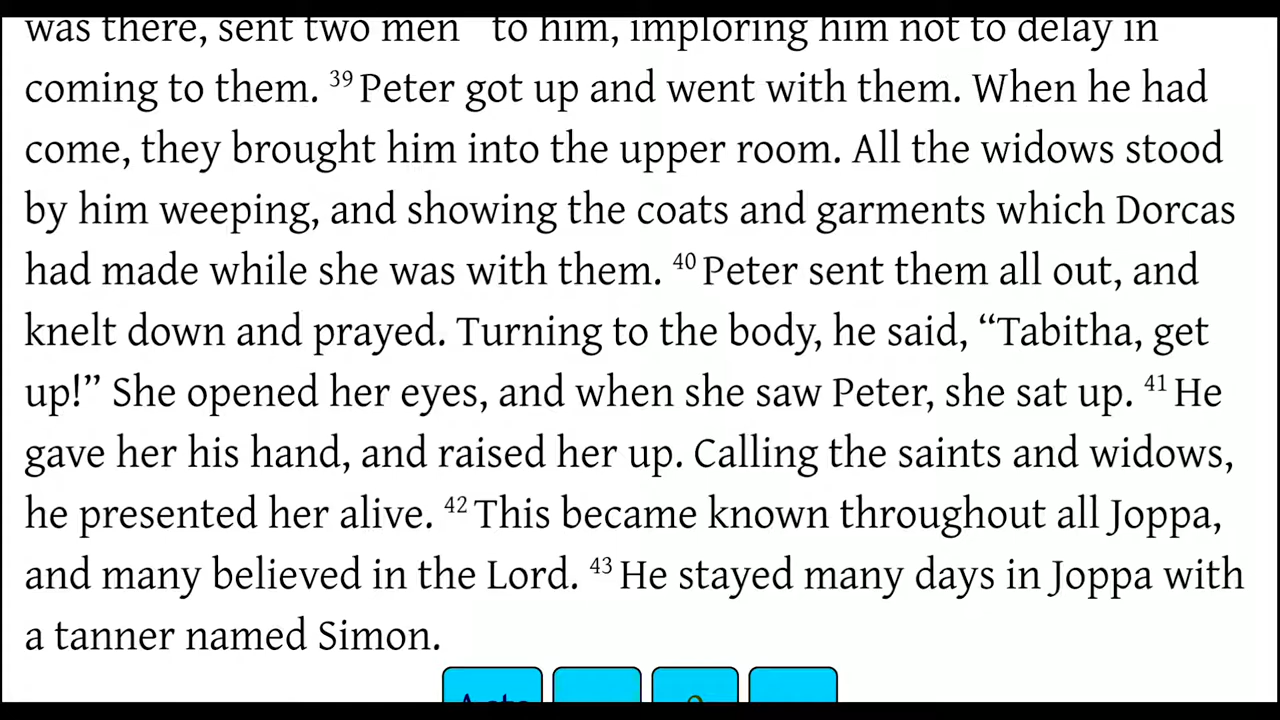 was there, sent two men to him, imploring him not to delay in
coming to them. 39 Peter got up and went with them. When he had
come, they brought him into the upper room. All the widows stood
by him weeping, and showing the coats and garments which Dorcas
had made while she was with them. 40 Peter sent them all out, and
knelt down and prayed. Turning to the body, he said, “Tabitha, get
up!” She opened her eyes, and when she saw Peter, she sat up. 41 He
gave her his hand, and raised her up. Calling the saints and widows,
he presented her alive. 42 This became known throughout all Joppa,
and many believed in the Lord. 43 He stayed many days in Joppa with
a tanner named Simon.
Acts